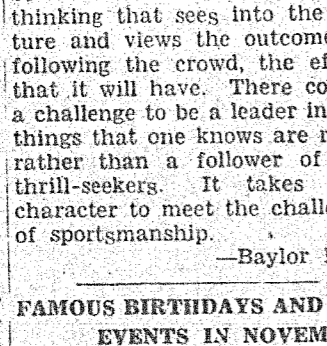 thinking that sees into the
ture and views the outcome
following the crowd, the ef
that it will have. There co
a challenge to be a leader in
things that one knows are r
rather than a follower of
thrill-seekers. It takes
character to meet the chall
of sportsmanship.
—Baylor
FAMOUS BIRTHDAYS AND
EVENTS IN NOVEM